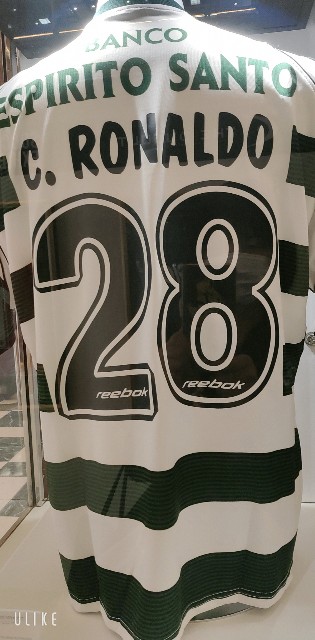 BANCO
ESPIRITO SANTO
C. RONALDO
28
reebok reebok
ULIKE